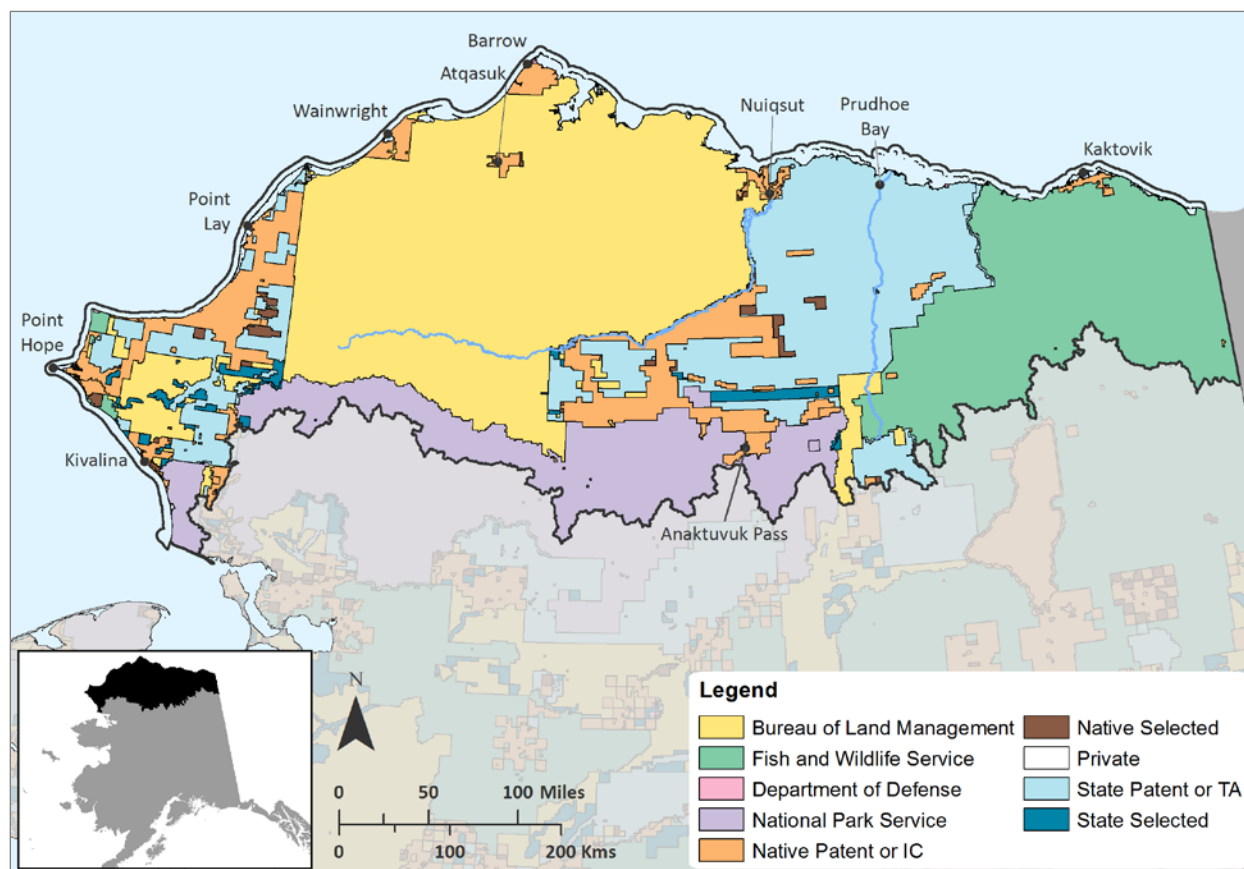 Barrow
Atqasuk
Wainwright
Nuiqsut
Prudhoe
Bay
Kaktovik
Point
Lay
Point
Hope
Kivalina
Anaktuvuk Pass
N
0 50 100 Miles
0 100 200 Kms
Legend
Bureau of Land Management
Fish and Wildlife Service
Department of Defense
National Park Service
Native Patent or IC
Native Selected
Private
State Patent or TA
State Selected